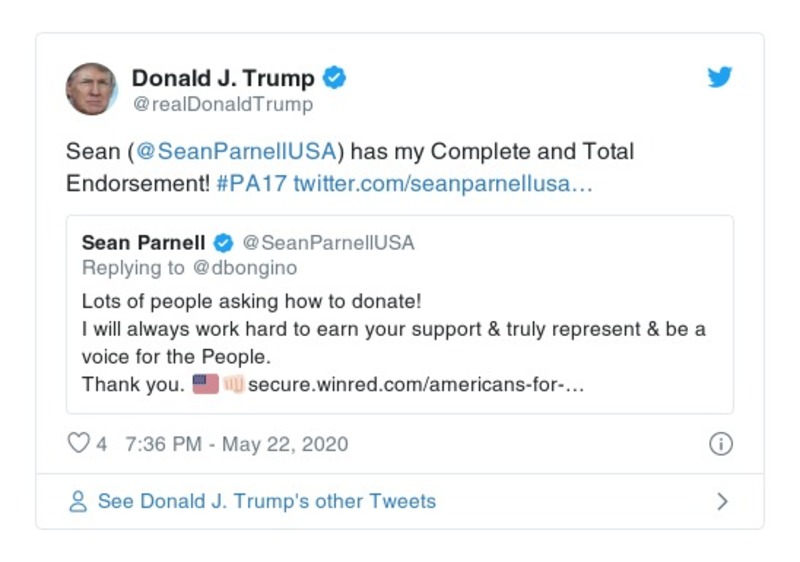 Donald J. Trump
@realDonaldTrump
Sean (@SeanParnellUSA) has my Complete and Total
Endorsement! #PA17 twitter.com/seanparnellusa…
Sean Parnell @SeanParnellUSA
Replying to @dbongino
Lots of people asking how to donate!
I will always work hard to earn your support & truly represent & be a
voice for the People.
Thank you. 🇺🇸👊🏻 secure.winred.com/americans-for-…
4 7:36 PM - May 22, 2020
See Donald J. Trump's other Tweets